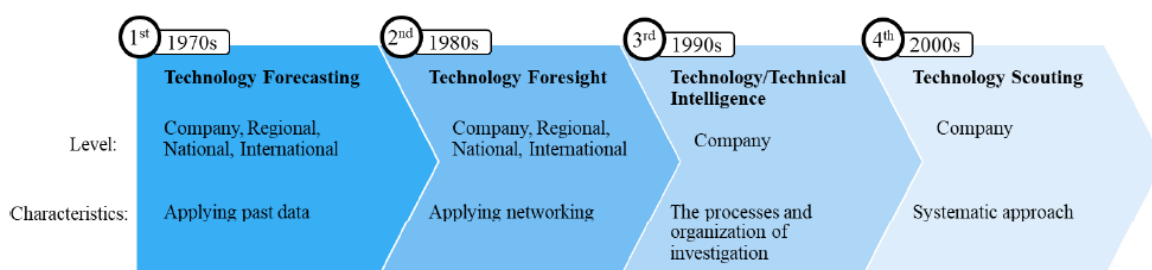 1st 1970s
2nd 1980s
3rd 1990s
4th 2000s
Technology Forecasting
Technology Foresight
Technology/Technical
Intelligence
Technology Scouting
Level:
Company, Regional,
National, International
Company, Regional,
National, International
Company
Company
Characteristics:
Applying past data
Applying networking
The processes and
organization of
investigation
Systematic approach